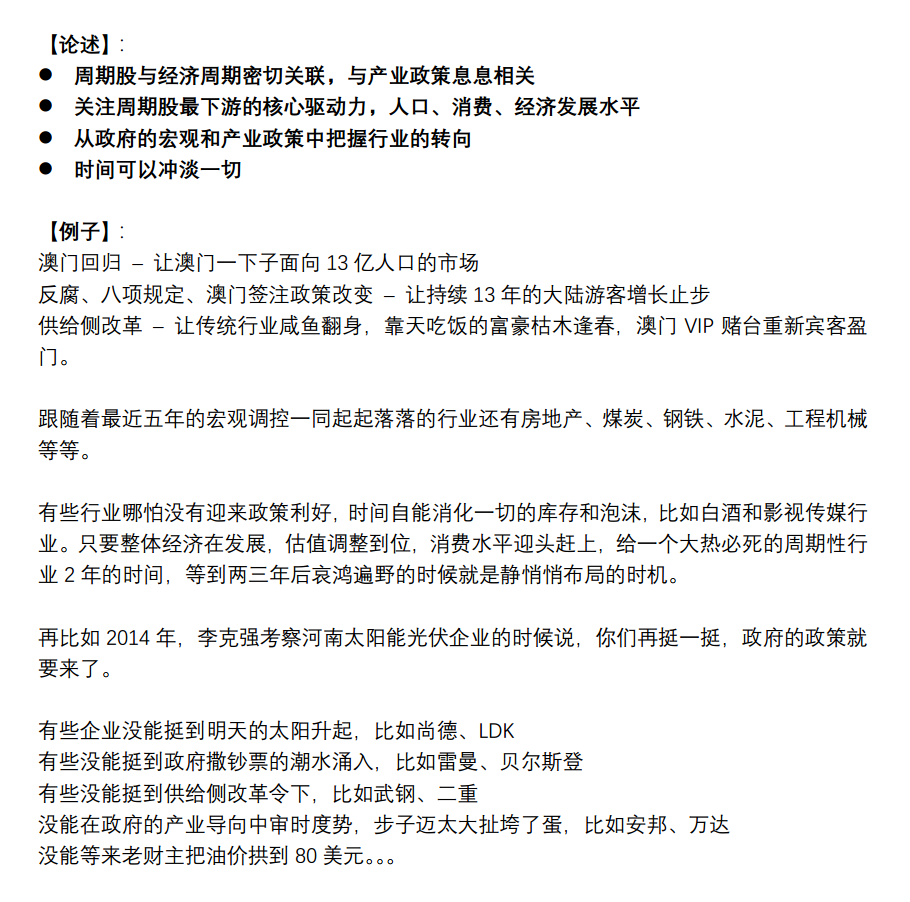 【论述】:
● 周期股与经济周期密切关联，与产业政策息息相关
● 关注周期股最下游的核心驱动力，人口、消费、经济发展水平
● 从政府的宏观和产业政策中把握行业的转向
● 时间可以冲淡一切
【例子】:
澳门回归 – 让澳门一下子面向 13 亿人口的市场
反腐、八项规定、澳门签注政策改变 – 让持续 13 年的大陆游客增长止步
供给侧改革 – 让传统行业咸鱼翻身，靠天吃饭的富豪枯木逢春，澳门 VIP 赌台重新宾客盈
门。
跟随着最近五年的宏观调控一同起起落落的行业还有房地产、煤炭、钢铁、水泥、工程机械
等等。
有些行业哪怕没有迎来政策利好，时间自能消化一切的库存和泡沫，比如白酒和影视传媒行
业。只要整体经济在发展，估值调整到位，消费水平迎头赶上，给一个大热必死的周期性行
业 2 年的时间，等到两三年后哀鸿遍野的时候就是静悄悄布局的时机。
再比如 2014 年，李克强考察河南太阳能光伏企业的时候说，你们再挺一挺，政府的政策就
要来了。
有些企业没能挺到明天的太阳升起，比如尚德、LDK
有些没能挺到政府撒钞票的潮水涌入，比如雷曼、贝尔斯登
有些没能挺到供给侧改革令下，比如武钢、二重
没能在政府的产业导向中审时度势，步子迈太大扯垮了蛋，比如安邦、万达
没能等来老财主把油价拱到 80 美元。。。